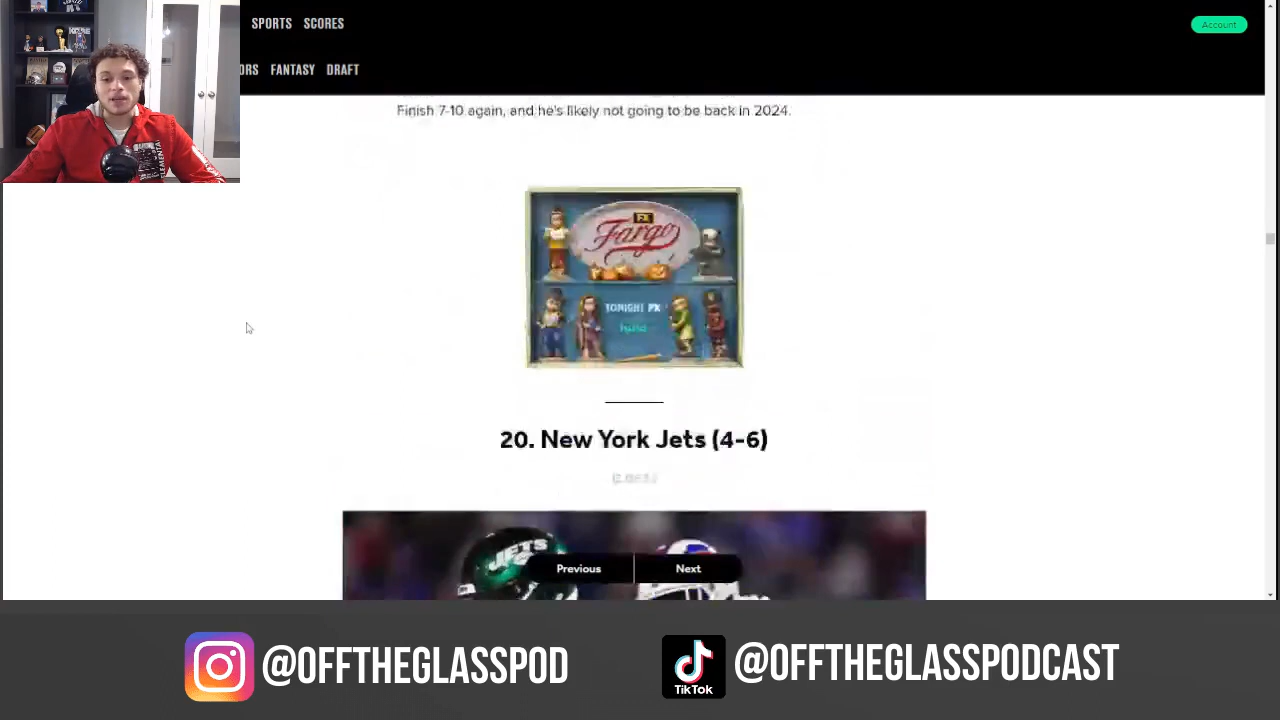 SPORTS SCORES
Account
ORS FANTASY DRAFT
Finish 7-10 again, and he's likely not going to be back in 2024.
FX
Fargo
TONIGHT FX
hulu
20. New York Jets (4-6)
JETS
Previous
Next
@OFFTHEGLASSPOD
TikTok
@OFFTHEGLASSPODCAST